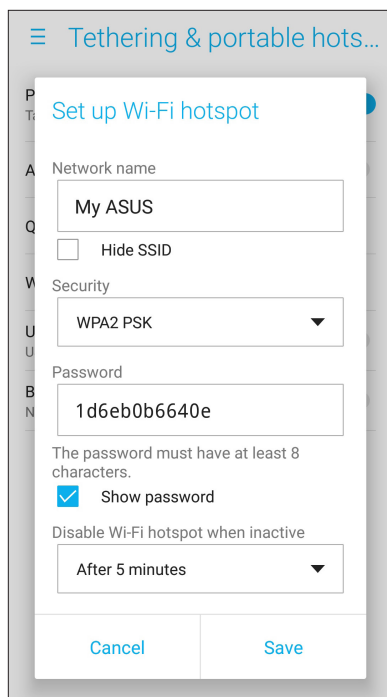 Tethering & portable hots...
P
Ta
Set up Wi-Fi hotspot
A
Network name
My ASUS
Q
Hide SSID
W
Security
WPA2 PSK
U
U
Password
B
1d6eb0b6640e
N
The password must have at least 8
characters.
Show password
Disable Wi-Fi hotspot when inactive
After 5 minutes
Cancel
Save